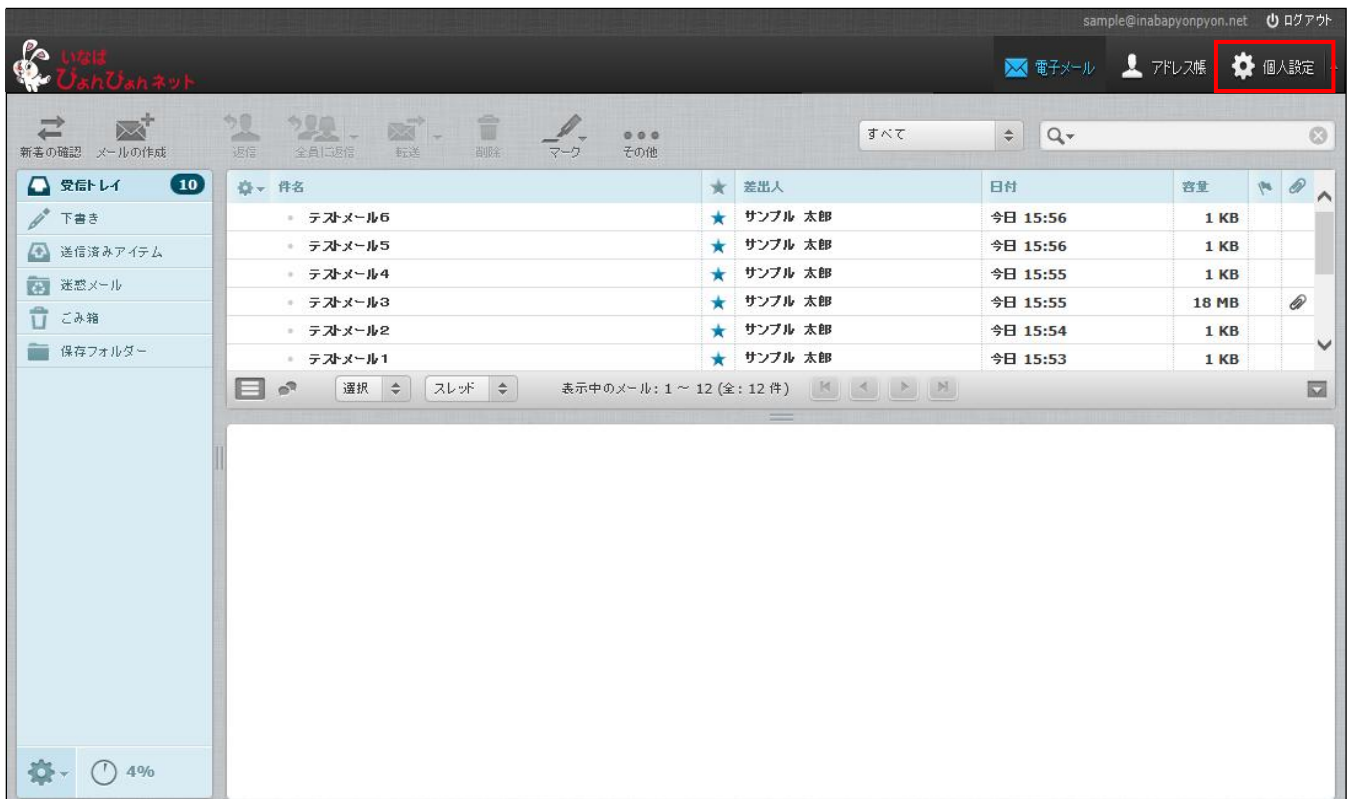 sample@inabapyonpyon.net ログアウト
いなば
ぴょんぴょんネット
電子メール アドレス帳 個人設定
新着の確認 メールの作成 返信 全員に返信 転送 削除 マーク その他 すべて
受信トレイ 10
下書き
送信済みアイテム
迷惑メール
ごみ箱
保存フォルダー
件名 差出人 日付 容量
テストメール6 サンプル 太郎 今日 15:56 1 KB
テストメール5 サンプル 太郎 今日 15:56 1 KB
テストメール4 サンプル 太郎 今日 15:55 1 KB
テストメール3 サンプル 太郎 今日 15:55 18 MB
テストメール2 サンプル 太郎 今日 15:54 1 KB
テストメール1 サンプル 太郎 今日 15:53 1 KB
選択 スレッド 表示中のメール: 1 ~ 12 (全: 12 件)
4%